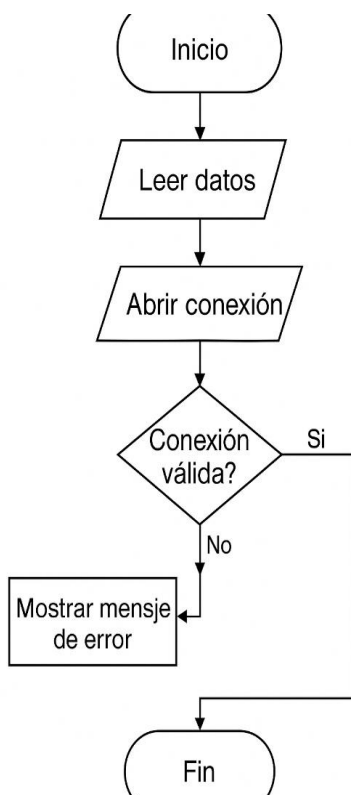 Inicio
Leer datos
Abrir conexión
Conexión
válida?
Si
No
Mostrar mensje
de error
Fin